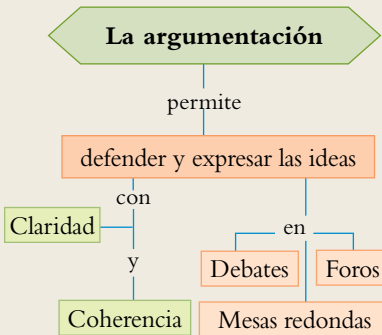 La argumentación
permite
defender y expresar las ideas
con
Claridad
y
Coherencia
en
Debates
Foros
Mesas redondas